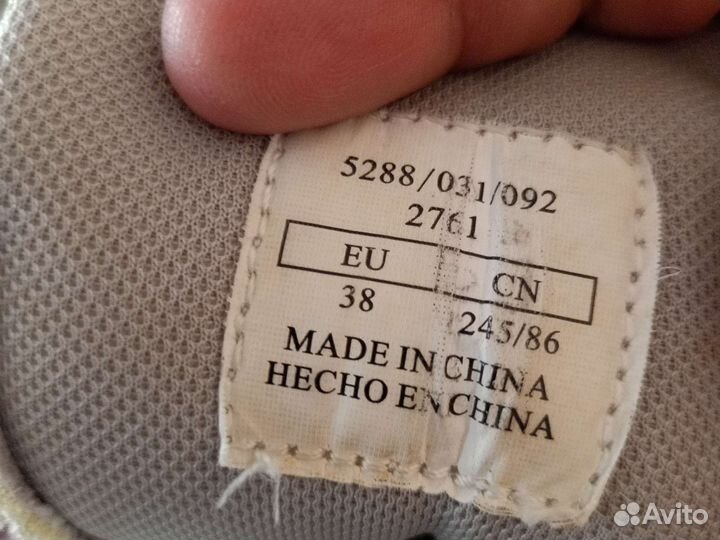 5288/031/092
2761
EU CN
38 245/86
MADE IN CHINA
HECHO EN CHINA
Avito